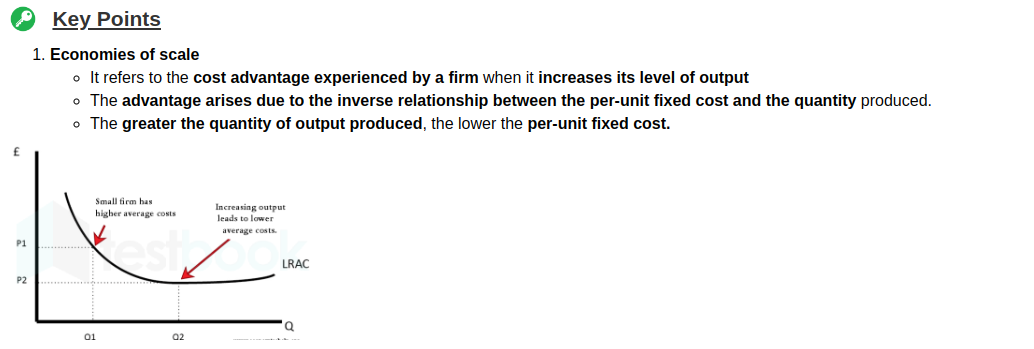 Key Points
1. Economies of scale
It refers to the cost advantage experienced by a firm when it increases its level of output
The advantage arises due to the inverse relationship between the per-unit fixed cost and the quantity produced.
The greater the quantity of output produced, the lower the per-unit fixed cost.
£
Small firm has
higher average costs
Increasing output
leads to lower
average costs.
P1
testbook
LRAC
P2
Q
Q1
Q2